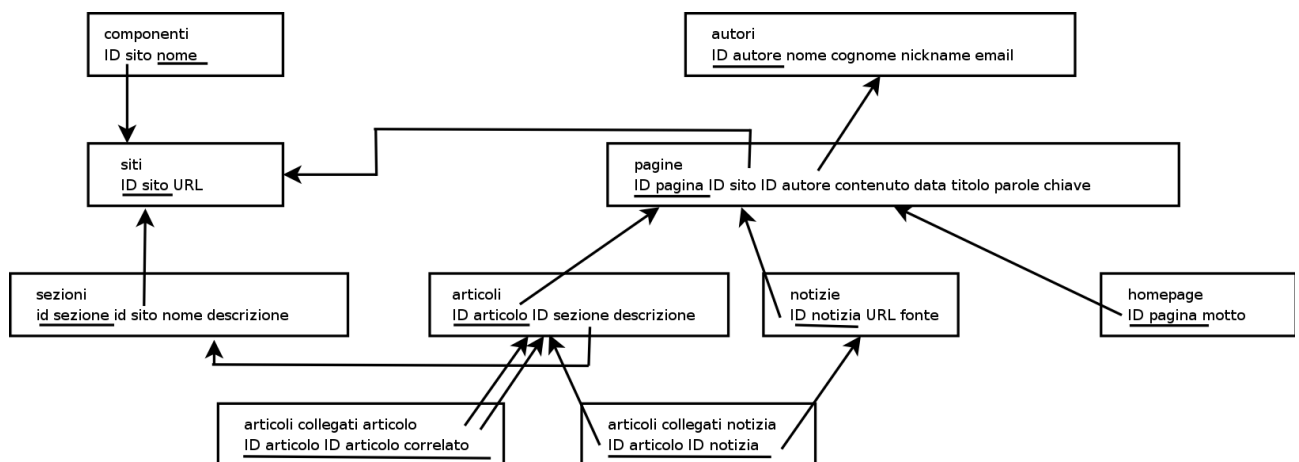 componenti
ID sito nome
autori
ID autore nome cognome nickname email
siti
ID sito URL
pagine
ID pagina ID sito ID autore contenuto data titolo parole chiave
sezioni
id sezione id sito nome descrizione
articoli
ID articolo ID sezione descrizione
notizie
ID notizia URL fonte
homepage
ID pagina motto
articoli collegati articolo
ID articolo ID articolo correlato
articoli collegati notizia
ID articolo ID notizia